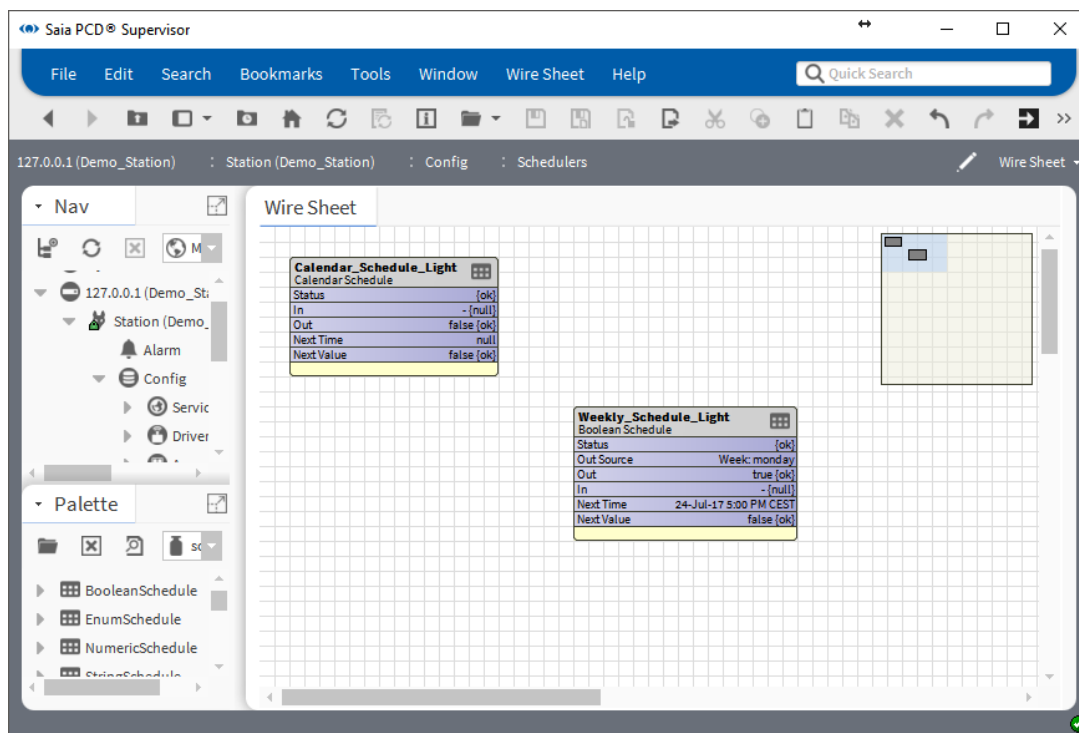 Saia PCD® Supervisor
File Edit Search Bookmarks Tools Window Wire Sheet Help Quick Search
127.0.0.1 (Demo_Station) : Station (Demo_Station) : Config : Schedulers Wire Sheet
Nav
M
127.0.0.1 (Demo_St
Station (Demo_
Alarm
Config
Servic
Driver
Palette
BooleanSchedule
EnumSchedule
NumericSchedule
StringSchedule
Wire Sheet
Calendar_Schedule_Light
Calendar Schedule
Status {ok}
In - {null}
Out false {ok}
Next Time null
Next Value false {ok}
Weekly_Schedule_Light
Boolean Schedule
Status {ok}
Out Source Week: monday
Out true {ok}
In - {null}
Next Time 24-Jul-17 5:00 PM CEST
Next Value false {ok}